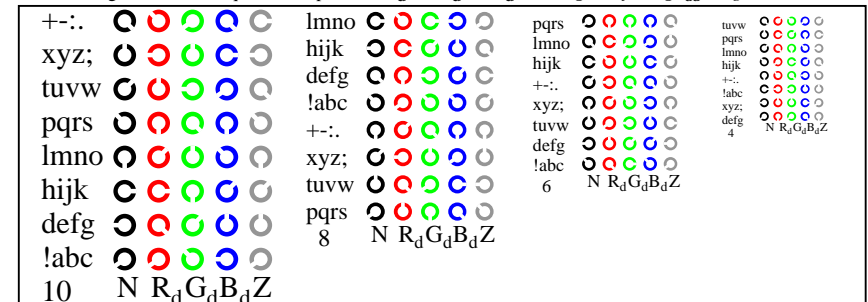 +-:.
xyz;
tuvw
pqrs
lmno
hijk
defg
!abc
10 N RdGdBdZ
lmno
hijk
defg
!abc
+-:.
xyz;
tuvw
pqrs
8 N RdGdBdZ
pqrs
lmno
hijk
+-:.
xyz;
tuvw
defg
!abc
6 N RdGdBdZ
tuvw
pqrs
lmno
hijk
+-:.
!abc
xyz;
defg
4 N RdGdBdZ